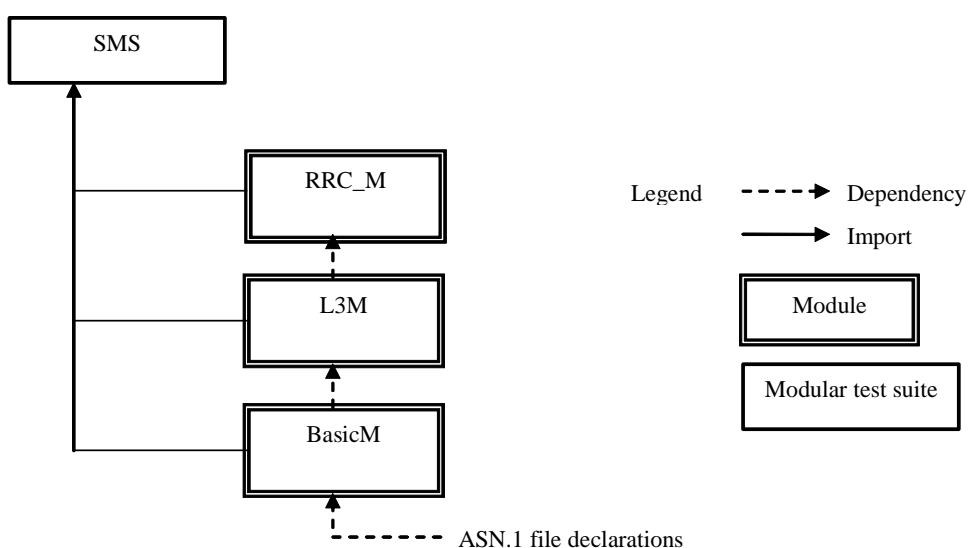 SMS
RRC_M
Legend
Dependency
Import
L3M
Module
Modular test suite
BasicM
ASN.1 file declarations